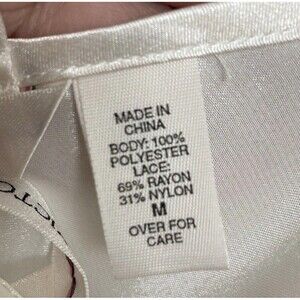 MADE IN
CHINA
BODY: 100%
POLYESTER
LACE:
69% RAYON
31% NYLON
M
OVER FOR
CARE